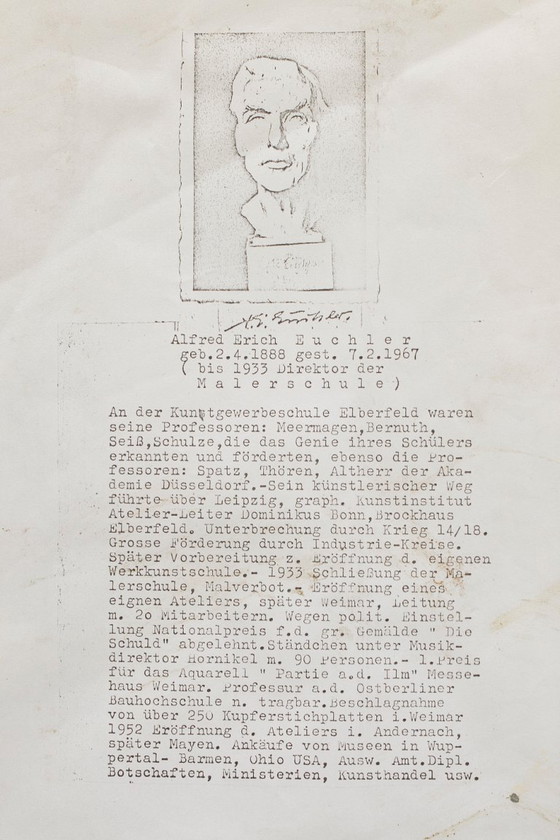 A.E. Euchler.
Alfred Erich E u c h l e r
geb.2.4.1888 gest. 7.2.1967
( bis 1933 Direktor der
M a l e r s c h u l e )
An der Kunstgewerbeschule Elberfeld waren
seine Professoren: Meermagen,Bernuth,
Seiß,Schulze,die das Genie ihres Schülers
erkannten und förderten, ebenso die Pro-
fessoren: Spatz, Thören, Altherr der Aka-
demie Düsseldorf.-Sein künstlerischer Weg
führte über Leipzig, graph. Kunstinstitut
Atelier-Leiter Dominikus Bonn,Brockhaus
Elberfeld. Unterbrechung durch Krieg 14/18.
Grosse Förderung durch Industrie-Kreise.
Später Vorbereitung z. Eröffnung d. eigenen
Werkkunstschule.- 1933 Schließung der Ma-
lerschule, Malverbot.- Eröffnung eines
eignen Ateliers, später Weimar, Leitung
m. 20 Mitarbeitern. Wegen polit. Einstel-
lung Nationalpreis f.d. gr. Gemälde " Die
Schuld" abgelehnt.Ständchen unter Musik-
direktor Hornikel m. 90 Personen.- 1.Preis
für das Aquarell " Partie a.d. Ilm" Messe-
haus Weimar. Professur a.d. Ostberliner
Bauhochschule n. tragbar.Beschlagnahme
von über 250 Kupferstichplatten i.Weimar
1952 Eröffnung d. Ateliers i. Andernach,
später Mayen. Ankäufe von Museen in Wup-
pertal- Barmen, Ohio USA, Ausw. Amt.Dipl.
Botschaften, Ministerien, Kunsthandel usw.